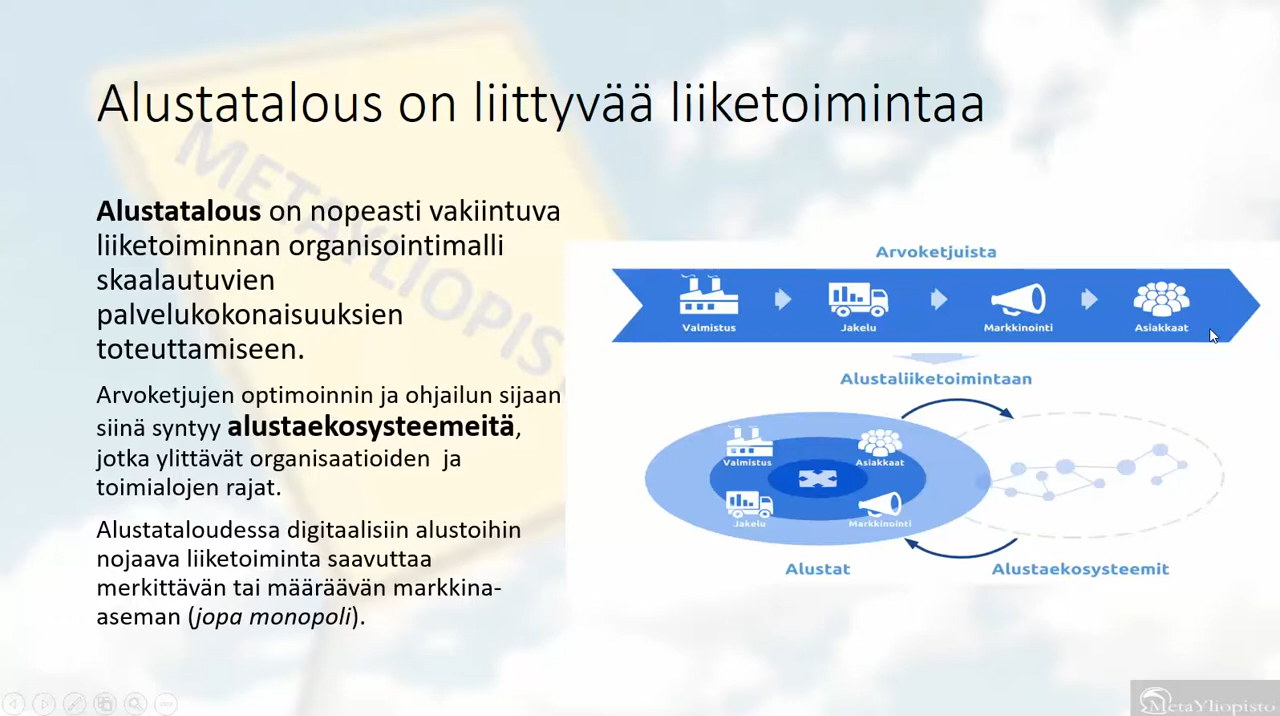 Alustatalous on liittyvää liiketoimintaa
Alustatalous on nopeasti vakiintuva
liiketoiminnan organisointimalli
skaalautuvien
palvelukokonaisuuksien
toteuttamiseen.
Arvoketjujen optimoinnin ja ohjailun sijaan
siinä syntyy alustaekosysteemeitä,
jotka ylittävät organisaatioiden ja
toimialojen rajat.
Alustataloudessa digitaalisiin alustoihin
nojaava liiketoiminta saavuttaa
merkittävän tai määräävän markkina-
aseman (jopa monopoli).
Arvoketjuista
Valmistus
Jakelu
Markkinointi
Asiakkaat
Alustaliiketoimintaan
Valmistus
Asiakkaat
Jakelu
Markkinointi
Alustat
Alustaekosysteemit
METAYLIOPIS
MetaYliopisto